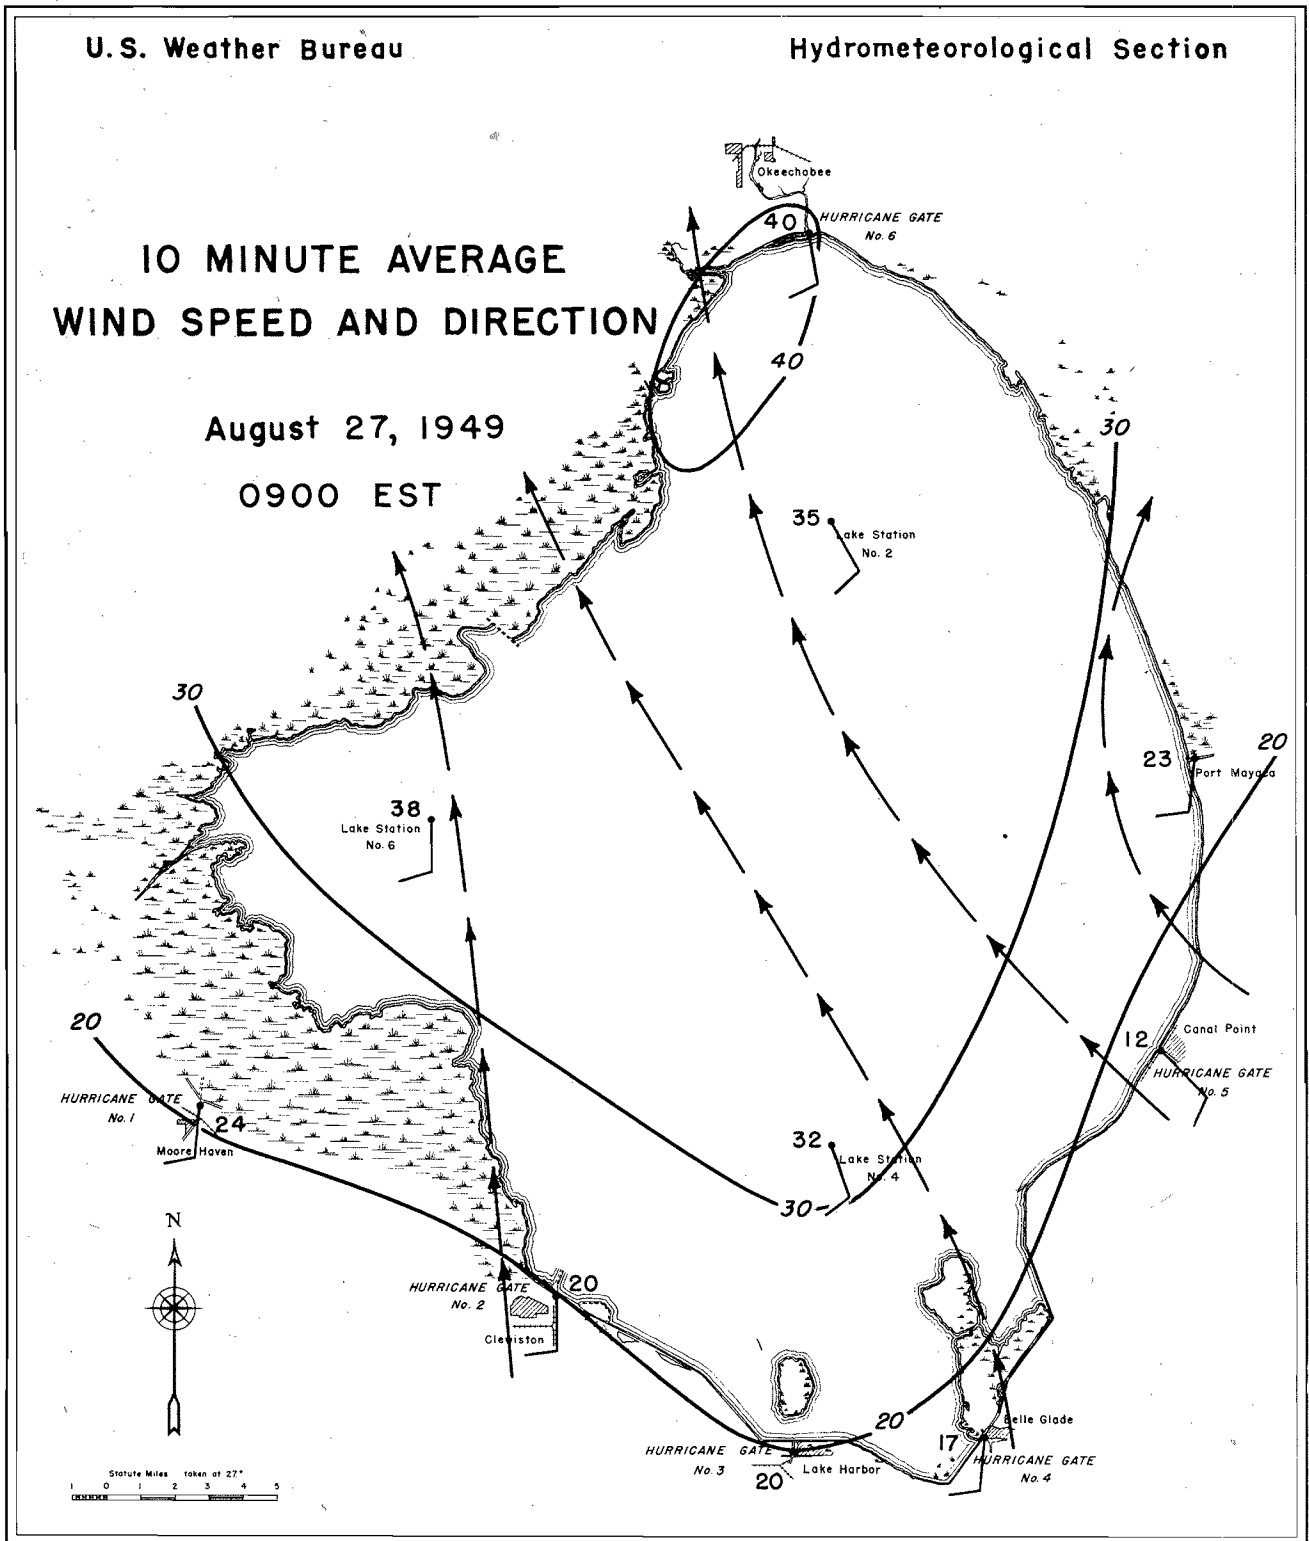 U.S. Weather Bureau
Hydrometeorological Section
Okeechobee
40
HURRICANE GATE
No. 6
10 MINUTE AVERAGE
WIND SPEED AND DIRECTION
40
August 27, 1949
30
0900 EST
35
Lake Station
No. 2
30
20
23
Port Mayaca
38
Lake Station
No. 6
20
12
Canal Point
HURRICANE GATE
No. 5
HURRICANE GATE
No. 1
24
Moore Haven
32
Lake Station
No. 4
30
N
HURRICANE GATE
No. 2
20
Clewiston
20
Belle Glade
17
HURRICANE GATE
No. 3
20
Lake Harbor
HURRICANE GATE
No. 4
Statute Miles taken at 27°
1 0 1 2 3 4 5